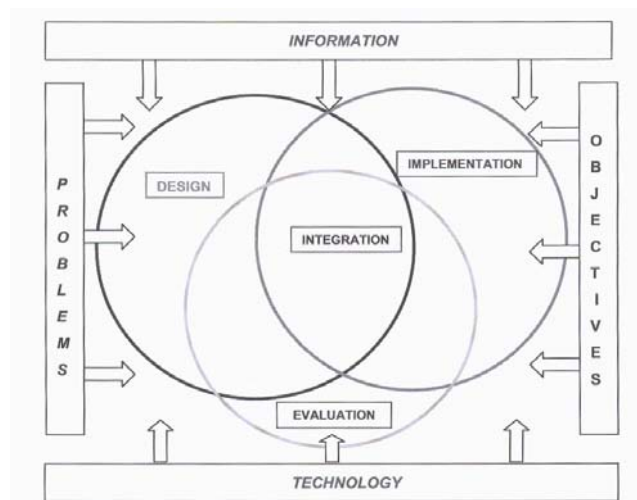 INFORMATION
IMPLEMENTATION
DESIGN
PROBLEMS
INTEGRATION
OBJECTIVES
EVALUATION
TECHNOLOGY